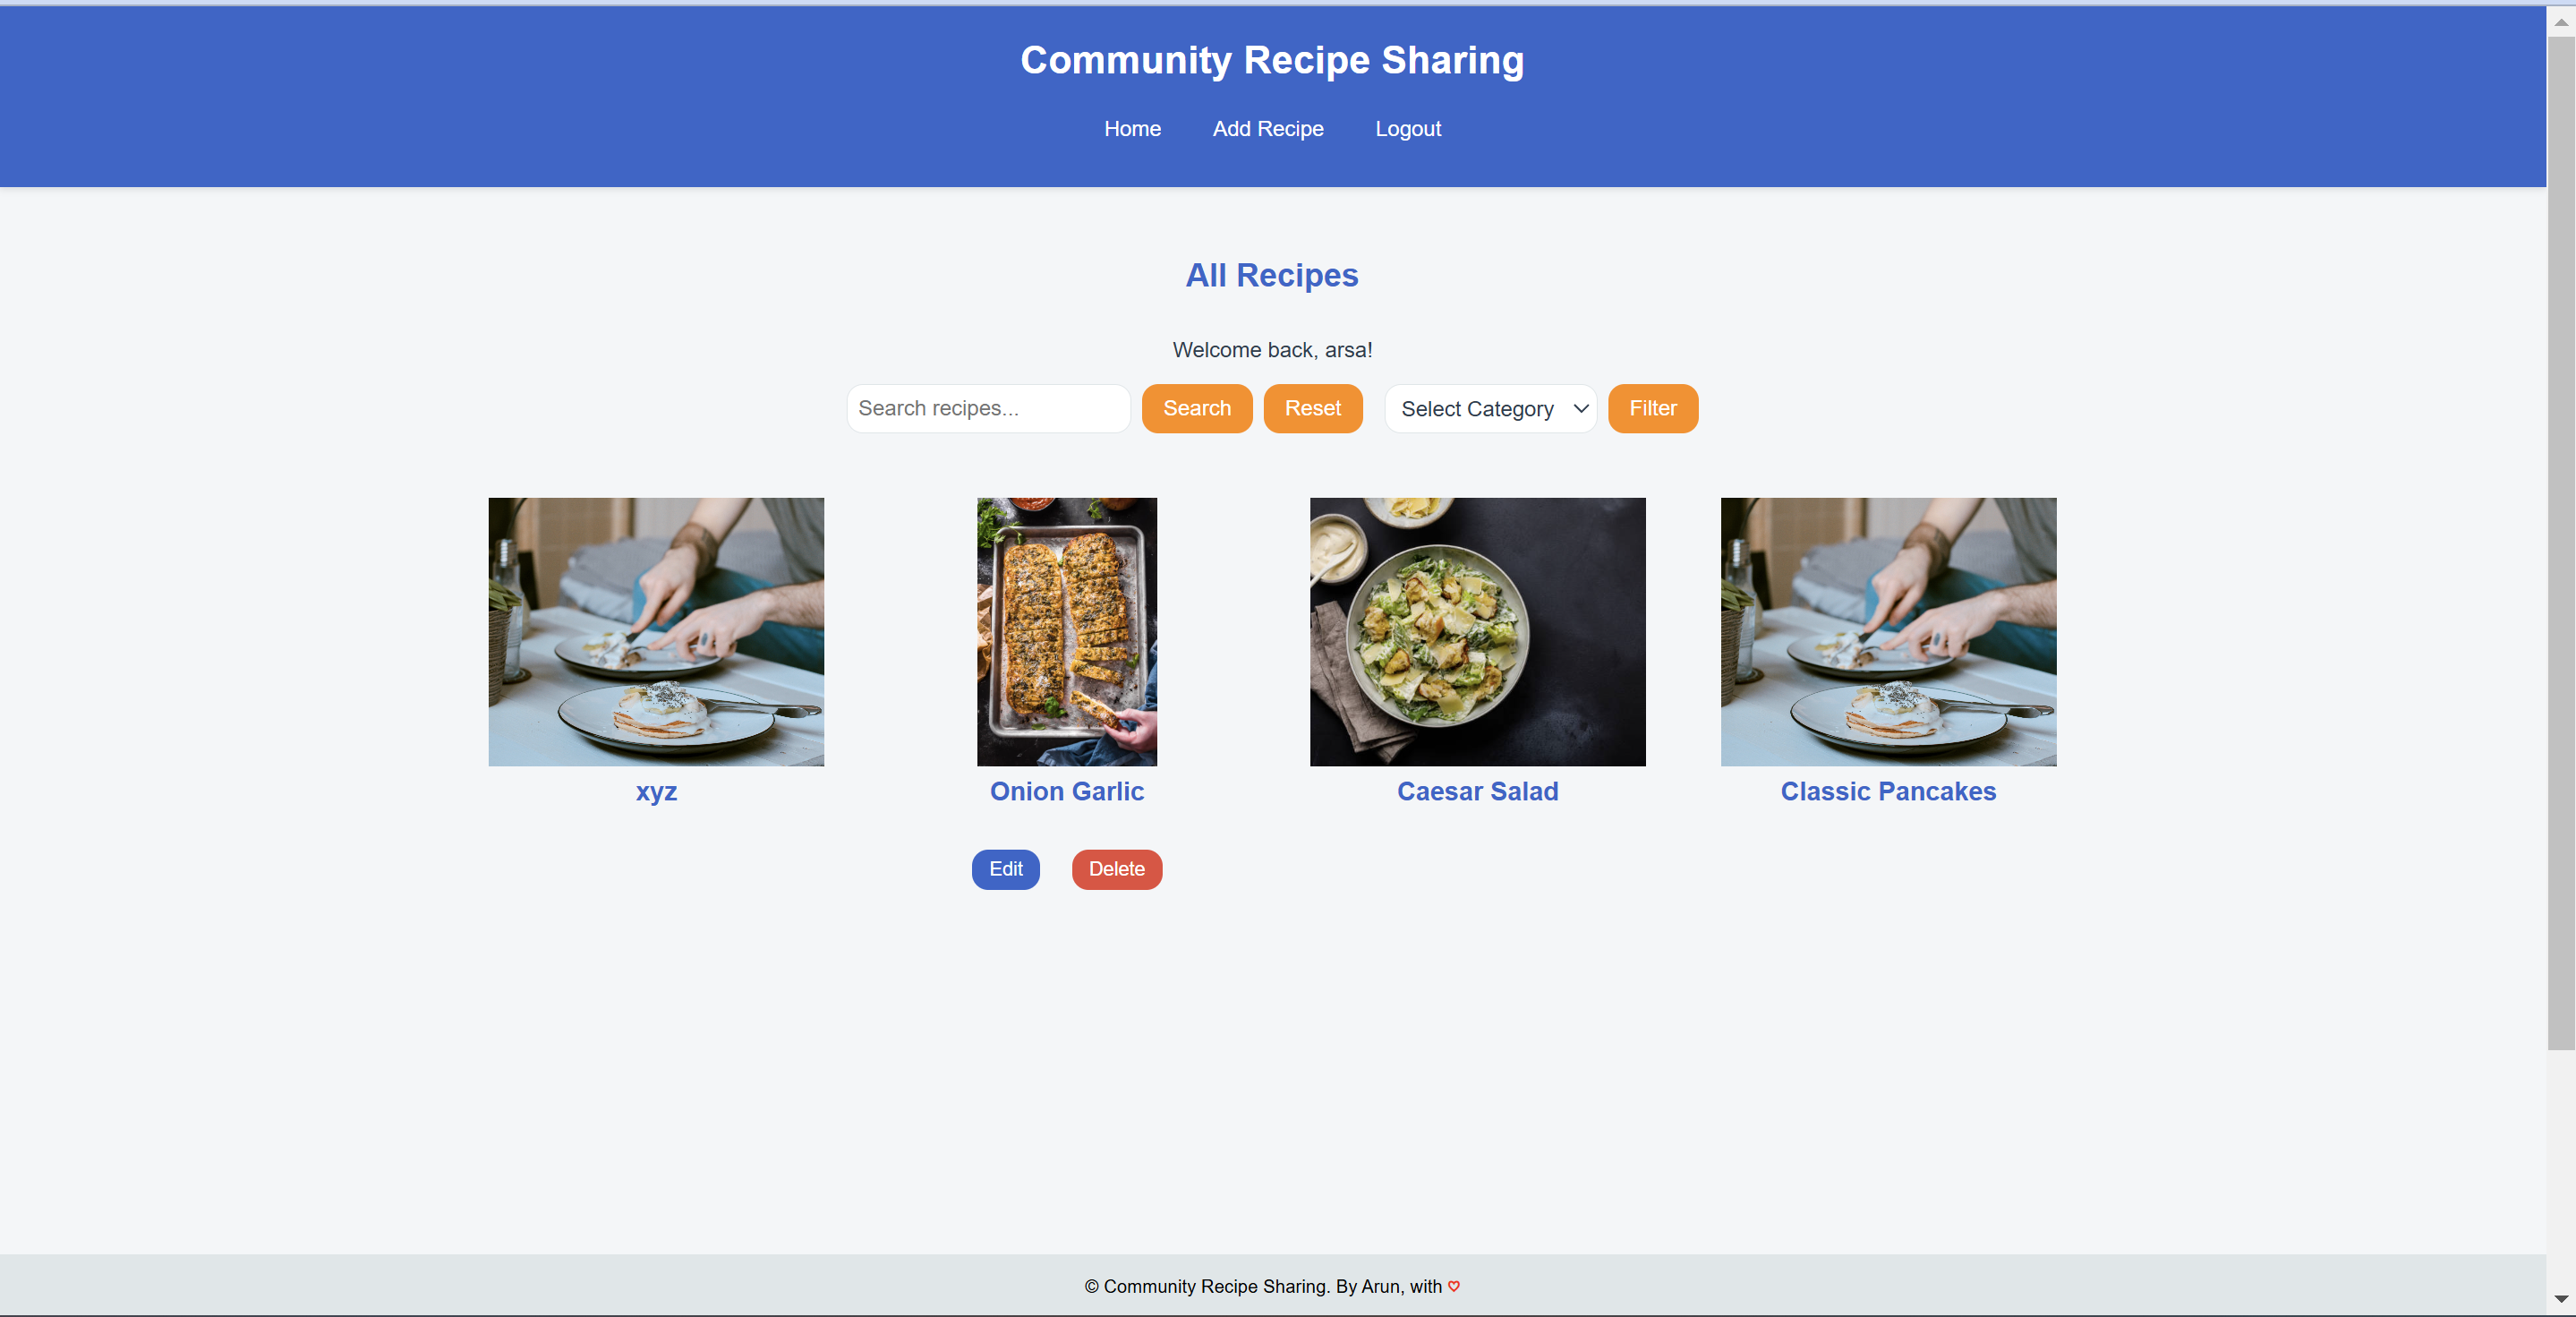 Community Recipe Sharing
Home Add Recipe Logout
All Recipes
Welcome back, arsa!
Search recipes... Search Reset Select Category Filter
xyz Onion Garlic Caesar Salad Classic Pancakes
Edit Delete
© Community Recipe Sharing. By Arun, with